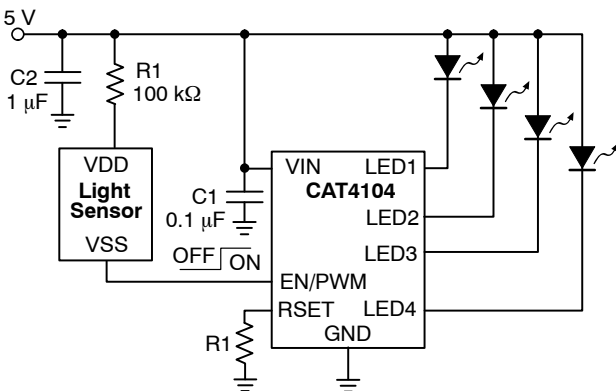 5 V
C2
1 μF
R1
100 kΩ
VDD
Light
Sensor
VSS
C1
0.1 μF
OFF
ON
VIN
LED1
CAT4104
LED2
LED3
EN/PWM
RSET
LED4
GND
R1